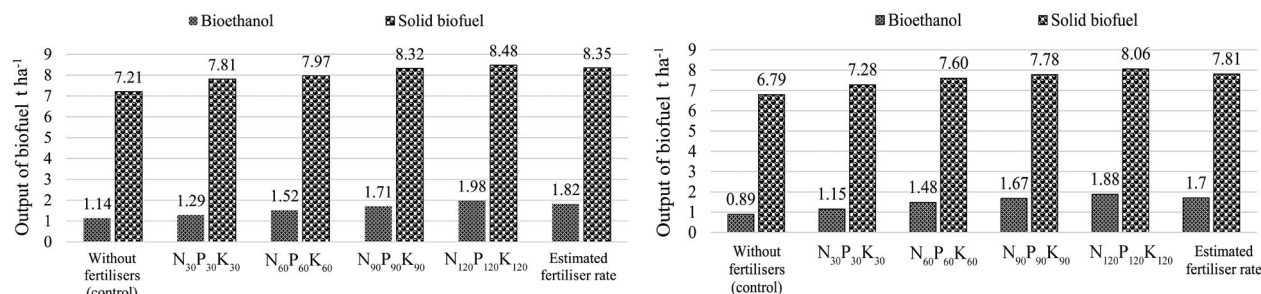 Bioethanol Solid biofuel
Output of biofuel t ha⁻¹
9
8
7
6
5
4
3
2
1
0
1.14 7.21 1.29 7.81 1.52 7.97 1.71 8.32 1.98 8.48 1.82 8.35
Without fertilisers (control) N₃₀P₃₀K₃₀ N₆₀P₆₀K₆₀ N₉₀P₉₀K₉₀ N₁₂₀P₁₂₀K₁₂₀ Estimated fertiliser rate
Bioethanol Solid biofuel
Output of biofuel t ha⁻¹
9
8
7
6
5
4
3
2
1
0
0.89 6.79 1.15 7.28 1.48 7.60 1.67 7.78 1.88 8.06 1.7 7.81
Without fertilisers (control) N₃₀P₃₀K₃₀ N₆₀P₆₀K₆₀ N₉₀P₉₀K₉₀ N₁₂₀P₁₂₀K₁₂₀ Estimated fertiliser rate